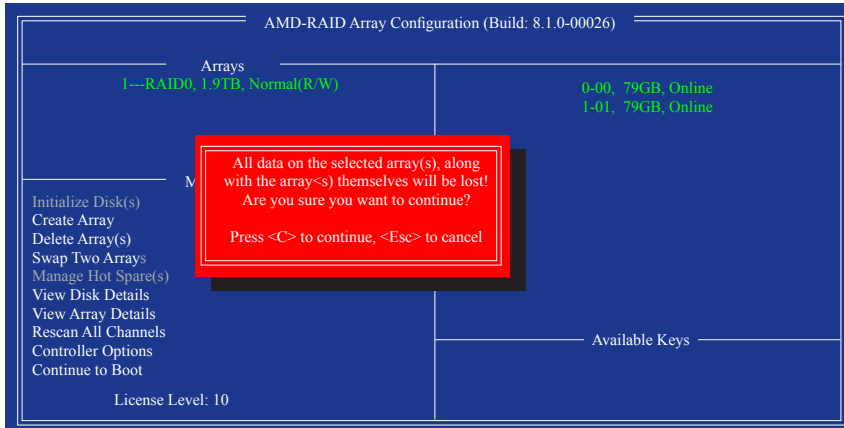 AMD-RAID Array Configuration (Build: 8.1.0-00026)
Arrays
1---RAID0, 1.9TB, Normal(R/W)
0-00, 79GB, Online
1-01, 79GB, Online
All data on the selected array(s), along
with the array<s) themselves will be lost!
Are you sure you want to continue?
Press <C> to continue, <Esc> to cancel
M
Initialize Disk(s)
Create Array
Delete Array(s)
Swap Two Arrays
Manage Hot Spare(s)
View Disk Details
View Array Details
Rescan All Channels
Controller Options
Continue to Boot
License Level: 10
Available Keys